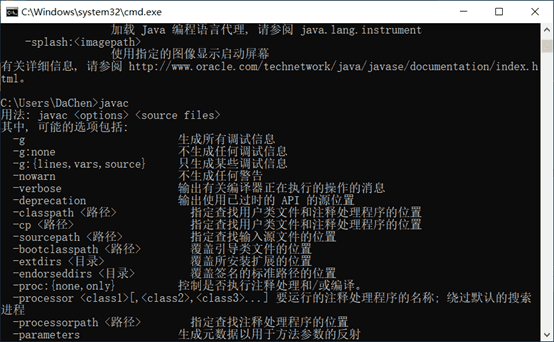 C:\Windows\system32\cmd.exe
加载 Java 编程语言代理, 请参阅 java.lang.instrument
-splash:<imagepath>
使用指定的图像显示启动屏幕
有关详细信息, 请参阅 http://www.oracle.com/technetwork/java/javase/documentation/index.h
tml。
C:\Users\DaChen>javac
用法: javac <options> <source files>
其中, 可能的选项包括:
-g 生成所有调试信息
-g:none 不生成任何调试信息
-g:{lines,vars,source} 只生成某些调试信息
-nowarn 不生成任何警告
-verbose 输出有关编译器正在执行的操作的消息
-deprecation 输出使用已过时的 API 的源位置
-classpath <路径> 指定查找用户类文件和注释处理程序的位置
-cp <路径> 指定查找用户类文件和注释处理程序的位置
-sourcepath <路径> 指定查找输入源文件的位置
-bootclasspath <路径> 覆盖引导类文件的位置
-extdirs <目录> 覆盖所安装扩展的位置
-endorseddirs <目录> 覆盖签名的标准路径的位置
-proc:{none,only} 控制是否执行注释处理和/或编译。
-processor <class1>[,<class2>,<class3>...] 要运行的注释处理程序的名称; 绕过默认的搜索
进程
-processorpath <路径> 指定查找注释处理程序的位置
-parameters 生成元数据以用于方法参数的反射